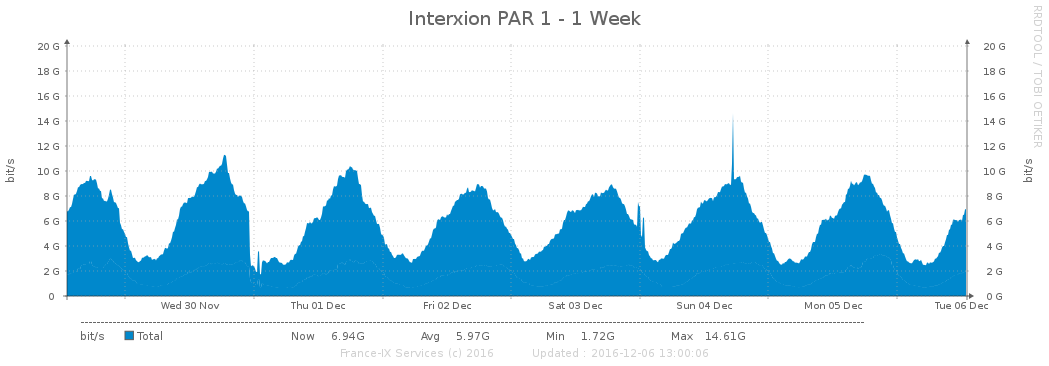 Interxion PAR 1 - 1 Week
RRDTOOL / TOBI OETIKER
bit/s
bit/s
20 G 20 G
18 G 18 G
16 G 16 G
14 G 14 G
12 G 12 G
10 G 10 G
8 G 8 G
6 G 6 G
4 G 4 G
2 G 2 G
0 0 G
Wed 30 Nov Thu 01 Dec Fri 02 Dec Sat 03 Dec Sun 04 Dec Mon 05 Dec Tue 06 Dec
bit/s Total Now 6.94G Avg 5.97G Min 1.72G Max 14.61G
France-IX Services (c) 2016 Updated : 2016-12-06 13:00:06